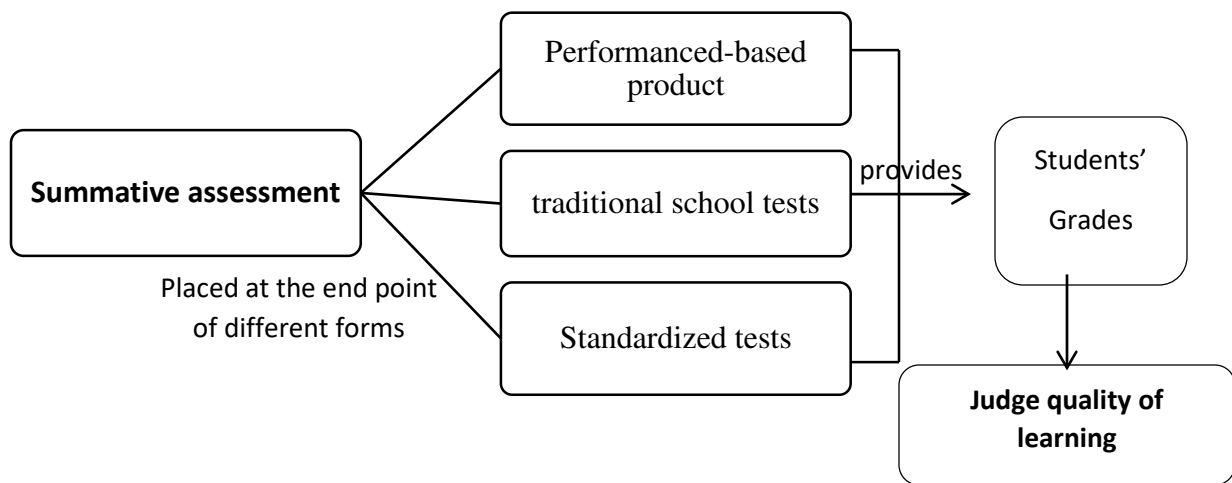 Summative assessment
Placed at the end point
of different forms
Performanced-based
product
traditional school tests
Standardized tests
provides
Students’
Grades
Judge quality of
learning